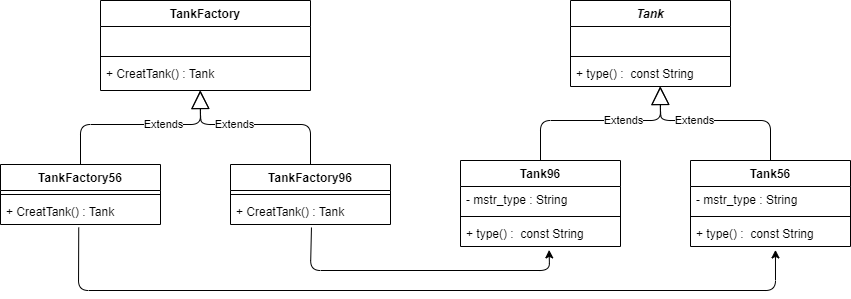 TankFactory
+ CreatTank() : Tank
Tank
+ type() :  const String
Extends
Extends
Extends
Extends
TankFactory56
+ CreatTank() : Tank
TankFactory96
+ CreatTank() : Tank
Tank96
- mstr_type : String
+ type() :  const String
Tank56
- mstr_type : String
+ type() :  const String